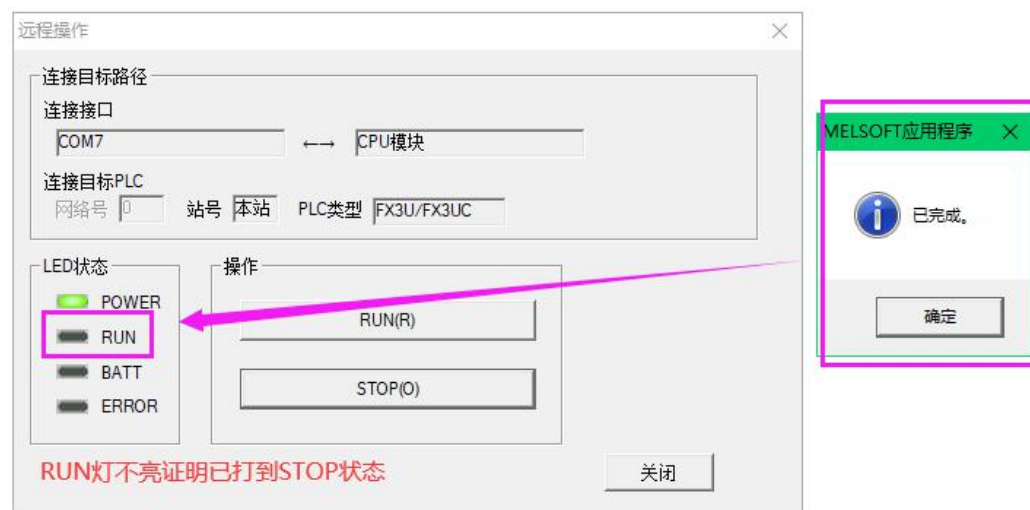 远程操作
连接目标路径
连接接口
COM7 ←→ CPU模块
连接目标PLC
网络号 0 站号 本站 PLC类型 FX3U/FX3UC
LED状态
POWER
RUN
BATT
ERROR
操作
RUN(R)
STOP(O)
RUN灯不亮证明已打到STOP状态
关闭
MELSOFT应用程序
已完成。
确定